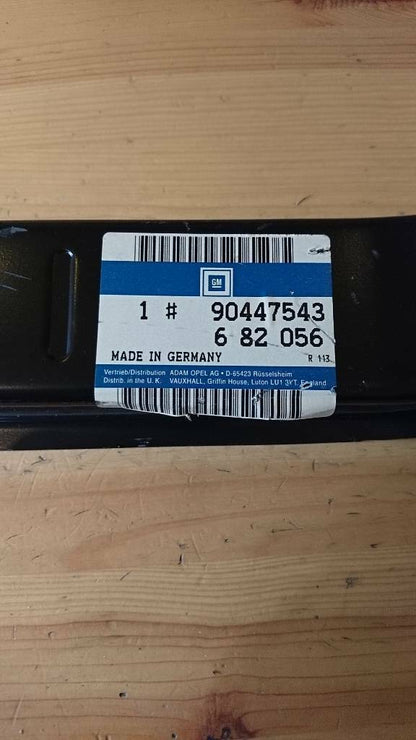 GM
1 # 90447543
6 82 056
MADE IN GERMANY R 113
Vertrieb/Distribution ADAM OPEL AG • D-65423 Rüsselsheim
Distrib. in the U. K. VAUXHALL, Griffin House, Luton LU1 3YT, England